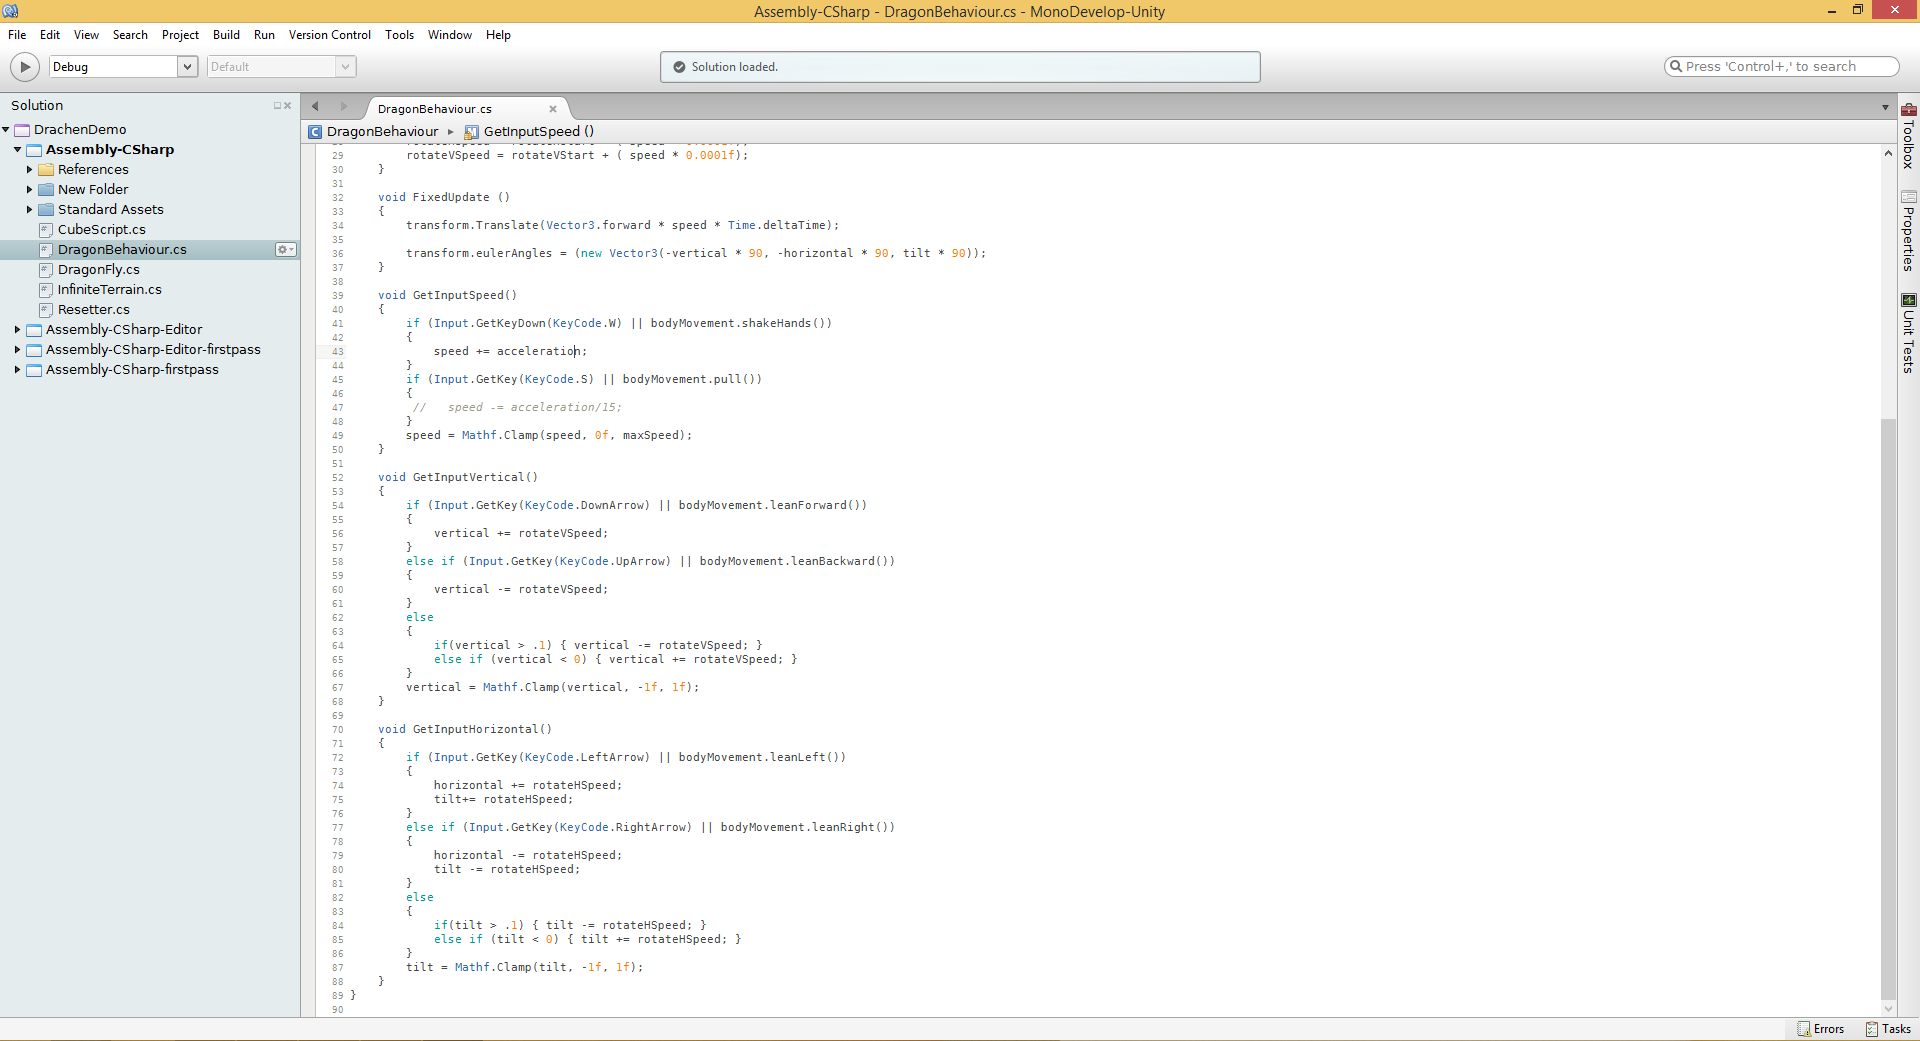 Assembly-CSharp - DragonBehaviour.cs - MonoDevelop-Unity
File Edit View Search Project Build Run Version Control Tools Window Help
Debug Default Solution loaded. Press 'Control+,' to search
Solution
DrachenDemo
Assembly-CSharp
References
New Folder
Standard Assets
CubeScript.cs
DragonBehaviour.cs
DragonFly.cs
InfiniteTerrain.cs
Resetter.cs
Assembly-CSharp-Editor
Assembly-CSharp-Editor-firstpass
Assembly-CSharp-firstpass
DragonBehaviour.cs
DragonBehaviour GetInputSpeed ()
29 rotateVSpeed = rotateVStart + ( speed * 0.0001f);
30 }
31
32 void FixedUpdate ()
33 {
34 transform.Translate(Vector3.forward * speed * Time.deltaTime);
35
36 transform.eulerAngles = (new Vector3(-vertical * 90, -horizontal * 90, tilt * 90));
37 }
38
39 void GetInputSpeed()
40 {
41 if (Input.GetKeyDown(KeyCode.W) || bodyMovement.shakeHands())
42 {
43 speed += acceleration;
44 }
45 if (Input.GetKey(KeyCode.S) || bodyMovement.pull())
46 {
47 // speed -= acceleration/15;
48 }
49 speed = Mathf.Clamp(speed, 0f, maxSpeed);
50 }
51
52 void GetInputVertical()
53 {
54 if (Input.GetKey(KeyCode.DownArrow) || bodyMovement.leanForward())
55 {
56 vertical += rotateVSpeed;
57 }
58 else if (Input.GetKey(KeyCode.UpArrow) || bodyMovement.leanBackward())
59 {
60 vertical -= rotateVSpeed;
61 }
62 else
63 {
64 if(vertical > .1) { vertical -= rotateVSpeed; }
65 else if (vertical < 0) { vertical += rotateVSpeed; }
66 }
67 vertical = Mathf.Clamp(vertical, -1f, 1f);
68 }
69
70 void GetInputHorizontal()
71 {
72 if (Input.GetKey(KeyCode.LeftArrow) || bodyMovement.leanLeft())
73 {
74 horizontal += rotateHSpeed;
75 tilt+= rotateHSpeed;
76 }
77 else if (Input.GetKey(KeyCode.RightArrow) || bodyMovement.leanRight())
78 {
79 horizontal -= rotateHSpeed;
80 tilt -= rotateHSpeed;
81 }
82 else
83 {
84 if(tilt > .1) { tilt -= rotateHSpeed; }
85 else if (tilt < 0) { tilt += rotateHSpeed; }
86 }
87 tilt = Mathf.Clamp(tilt, -1f, 1f);
88 }
89 }
90
Toolbox
Properties
Unit Tests
Errors Tasks